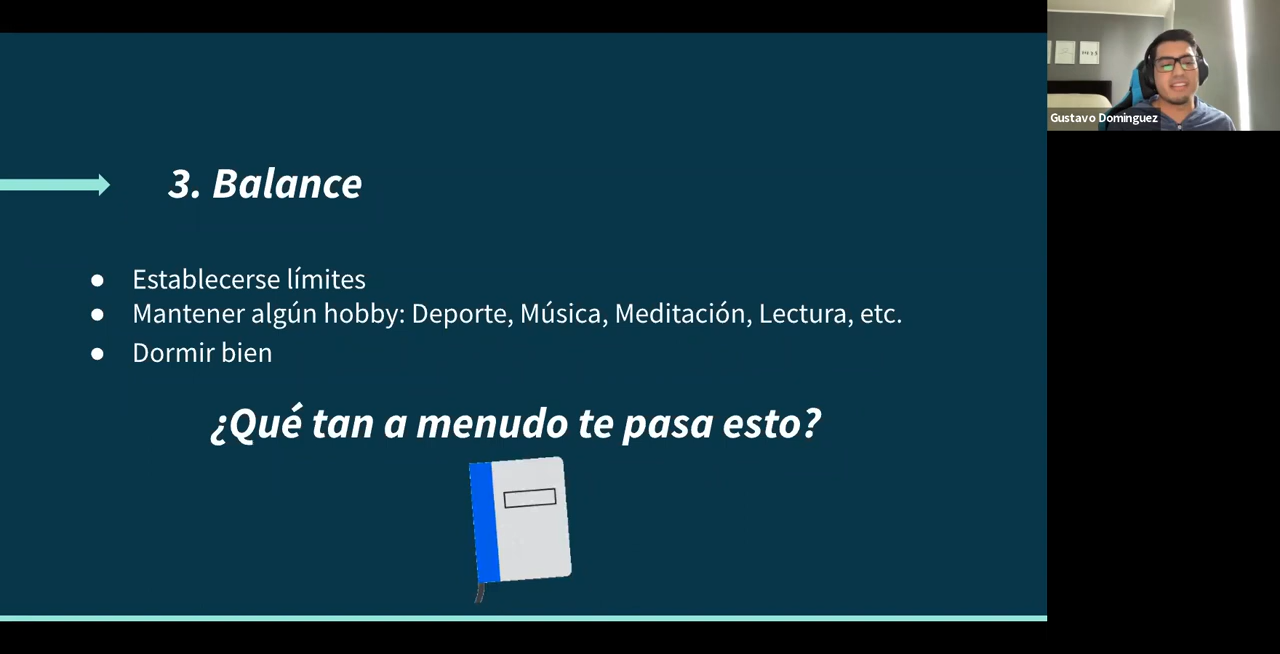 3. Balance
● Establecerse límites
● Mantener algún hobby: Deporte, Música, Meditación, Lectura, etc.
● Dormir bien
¿Qué tan a menudo te pasa esto?
Gustavo Dominguez